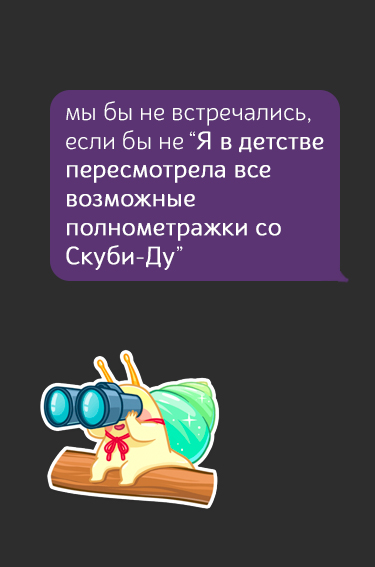 мы бы не встречались,
если бы не “Я в детстве
пересмотрела все
возможные
полнометражки со
Скуби-Ду”